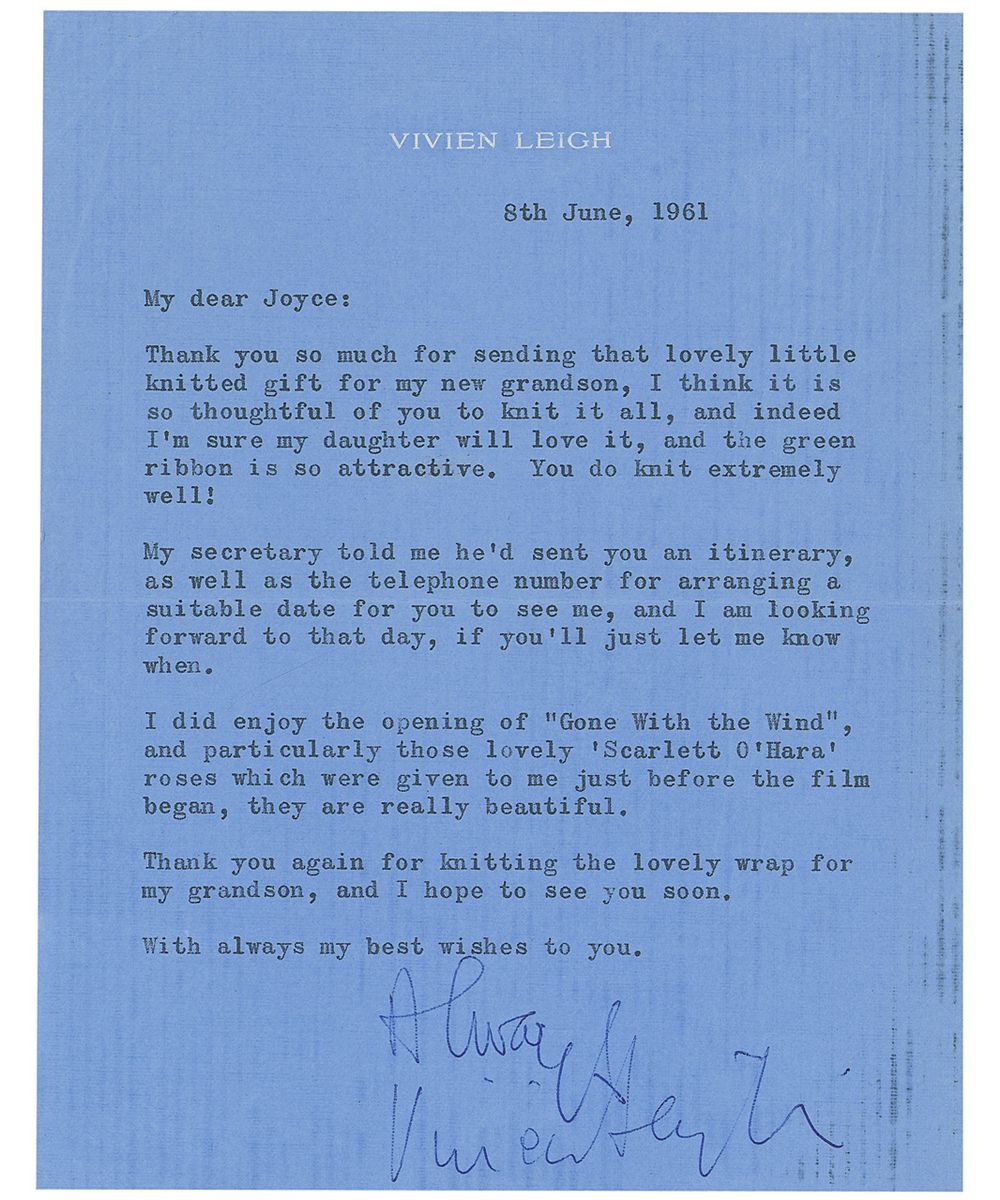 VIVIEN LEIGH
8th June, 1961
My dear Joyce:
Thank you so much for sending that lovely little
knitted gift for my new grandson, I think it is
so thoughtful of you to knit it all, and indeed
I'm sure my daughter will love it, and the green
ribbon is so attractive.  You do knit extremely
well!
My secretary told me he'd sent you an itinerary,
as well as the telephone number for arranging a
suitable date for you to see me, and I am looking
forward to that day, if you'll just let me know
when.
I did enjoy the opening of "Gone With the Wind",
and particularly those lovely 'Scarlett O'Hara'
roses which were given to me just before the film
began, they are really beautiful.
Thank you again for knitting the lovely wrap for
my grandson, and I hope to see you soon.
With always my best wishes to you.
Always
Vivien Leigh